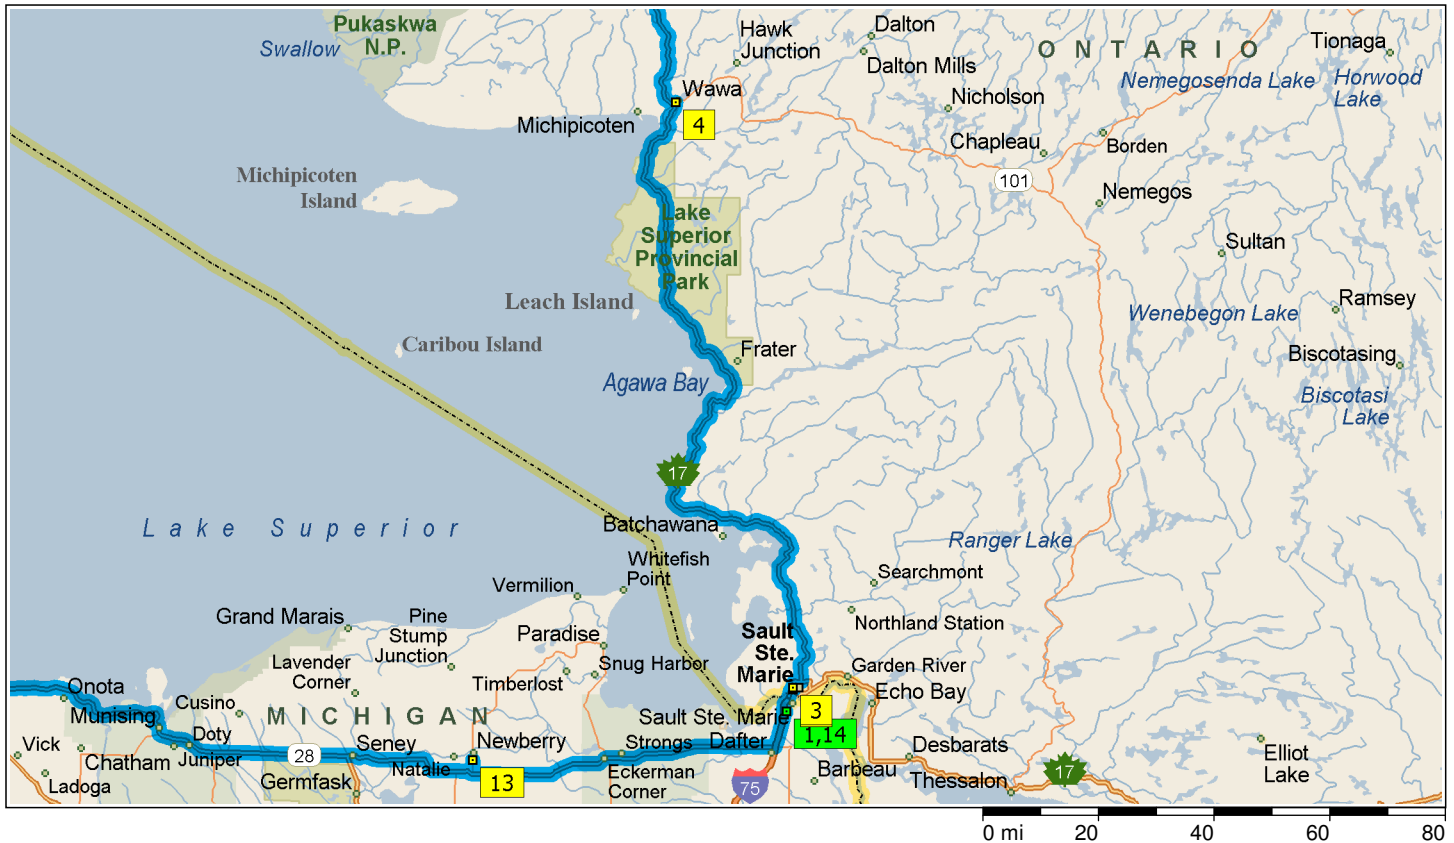 Pukaskwa
N.P.
Swallow
Hawk
Junction
Dalton
Dalton Mills
ONTARIO
Tionaga
Nemegosenda Lake
Horwood
Lake
Wawa
4
Michipicoten
Nicholson
Chapleau
Borden
101
Nemegos
Michipicoten
Island
Lake
Superior
Provincial
Park
Sultan
Leach Island
Ramsey
Wenebegon Lake
Caribou Island
Frater
Biscotasing
Agawa Bay
Biscotasi
Lake
17
Lake Superior
Batchawana
Ranger Lake
Whitefish
Point
Vermilion
Searchmont
Grand Marais
Pine
Stump
Junction
Paradise
Northland Station
Sault
Ste.
Marie
Lavender
Corner
Snug Harbor
Timberlost
Garden River
Echo Bay
Onota
Munising
Cusino
MICHIGAN
Sault Ste. Marie
3
1,14
Vick
Chatham
Doty
Juniper
28
Seney
Newberry
Natalie
Strongs
Dafter
Desbarats
Elliot
Lake
Ladoga
Germfask
13
Eckerman
Corner
75
Barbeau
Thessalon
17
0 mi 20 40 60 80